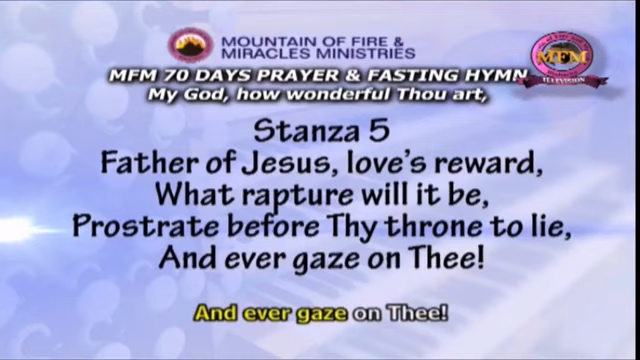 MOUNTAIN OF FIRE &
MIRACLES MINISTRIES
MFM 70 DAYS PRAYER & FASTING HYMN
My God, how wonderful Thou art,
MFM
TELEVISION
Stanza 5
Father of Jesus, love's reward,
What rapture will it be,
Prostrate before Thy throne to lie,
And ever gaze on Thee!
And ever gaze on Thee!